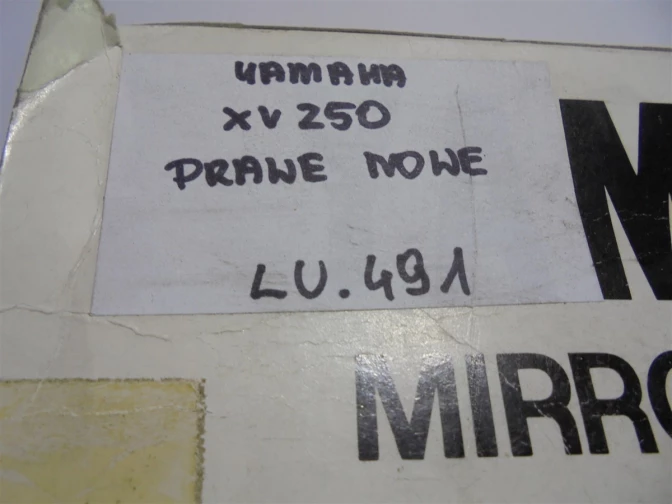 YAMAHA
XV 250
PRAWE NOWE
LU.491
M
MIRRO